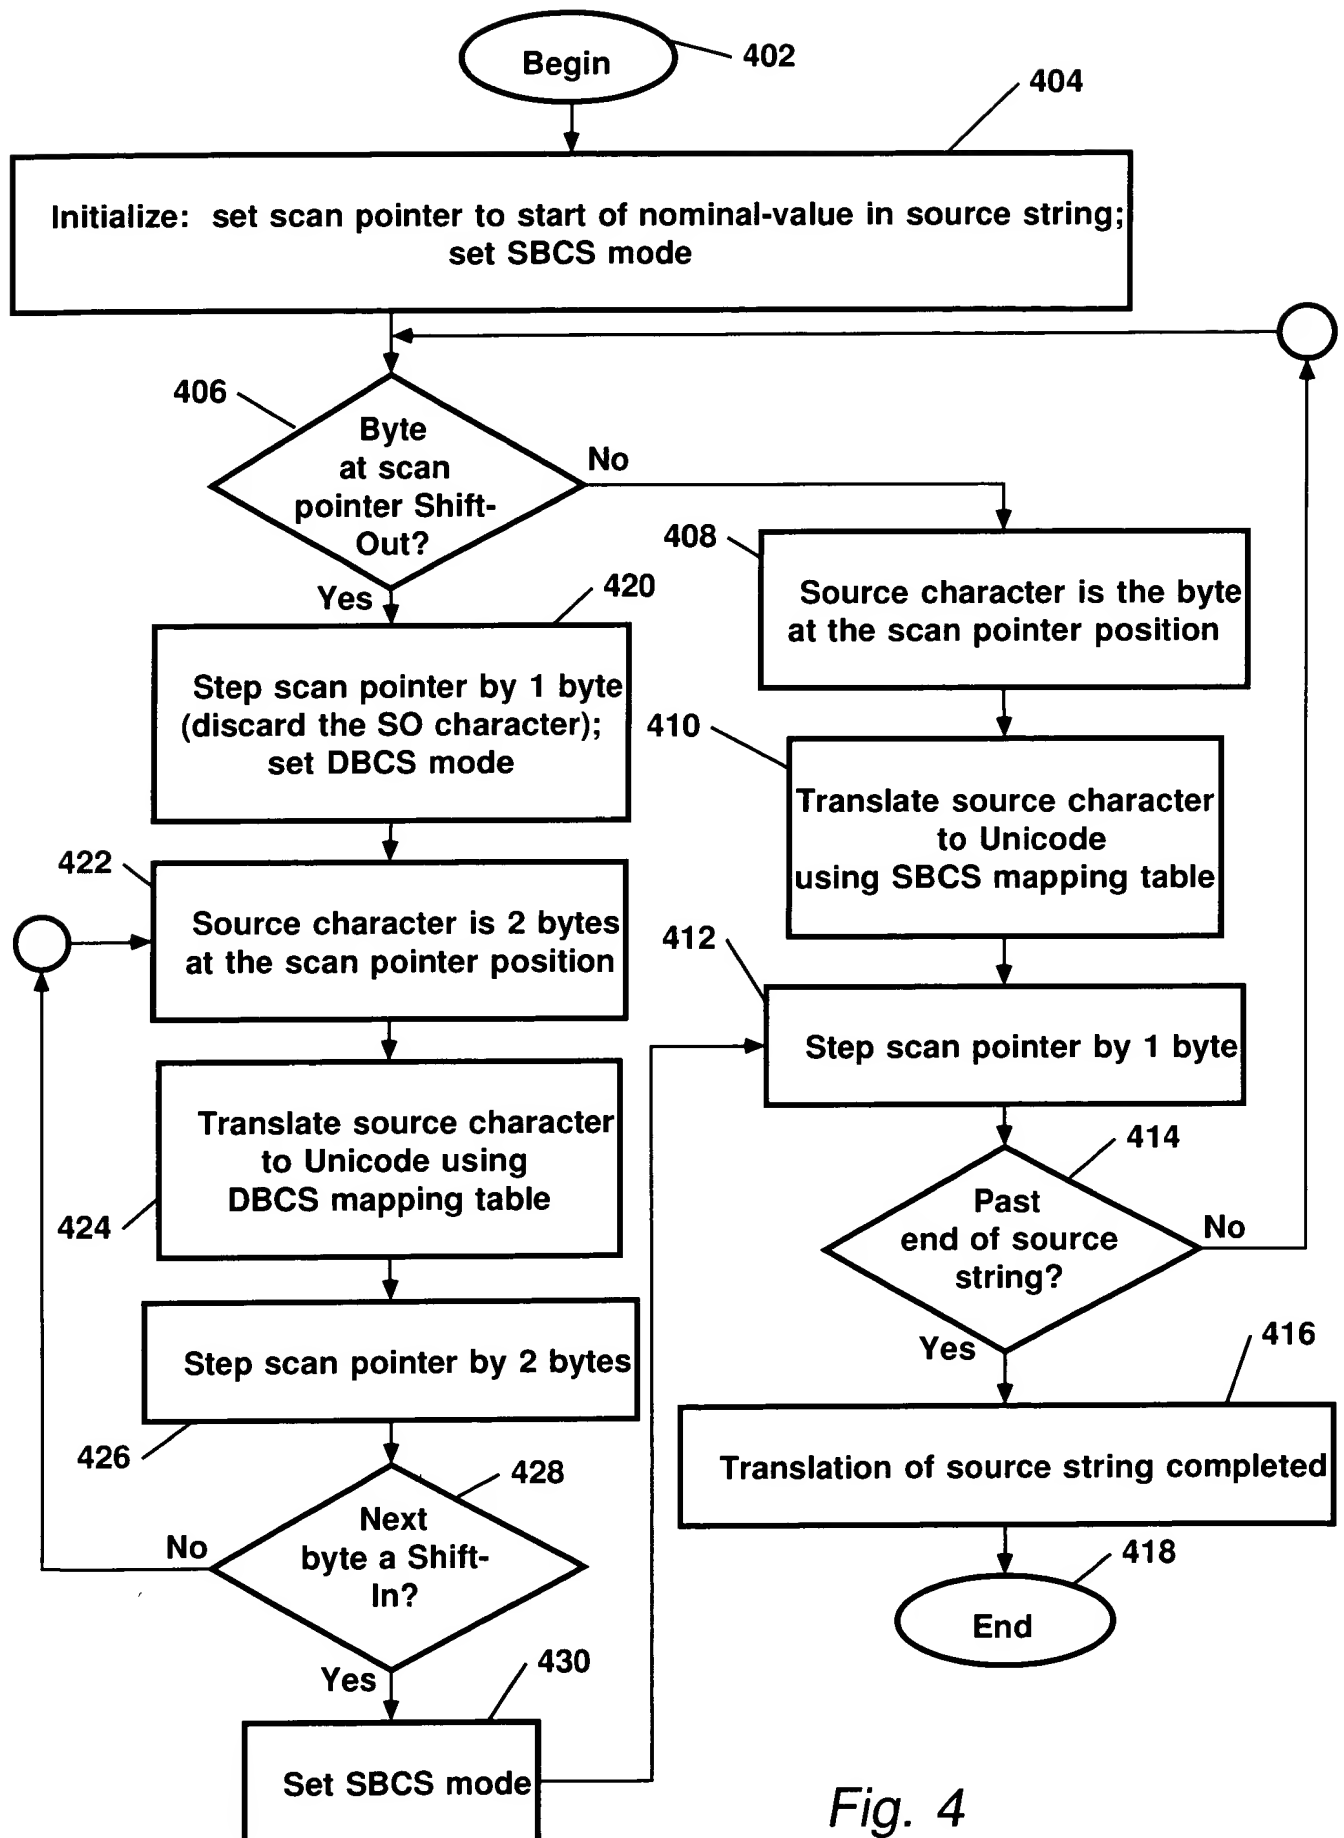 Begin
402
404
Initialize: set scan pointer to start of nominal-value in source string;
set SBCS mode
406
Byte
at scan
pointer Shift-
Out?
No
Yes
408
Source character is the byte
at the scan pointer position
420
Step scan pointer by 1 byte
(discard the SO character);
set DBCS mode
410
Translate source character
to Unicode
using SBCS mapping table
422
Source character is 2 bytes
at the scan pointer position
412
Step scan pointer by 1 byte
Translate source character
to Unicode using
DBCS mapping table
424
414
Past
end of source
string?
No
Yes
Step scan pointer by 2 bytes
426
416
Translation of source string completed
428
Next
byte a Shift-
In?
No
Yes
418
End
430
Set SBCS mode
Fig. 4